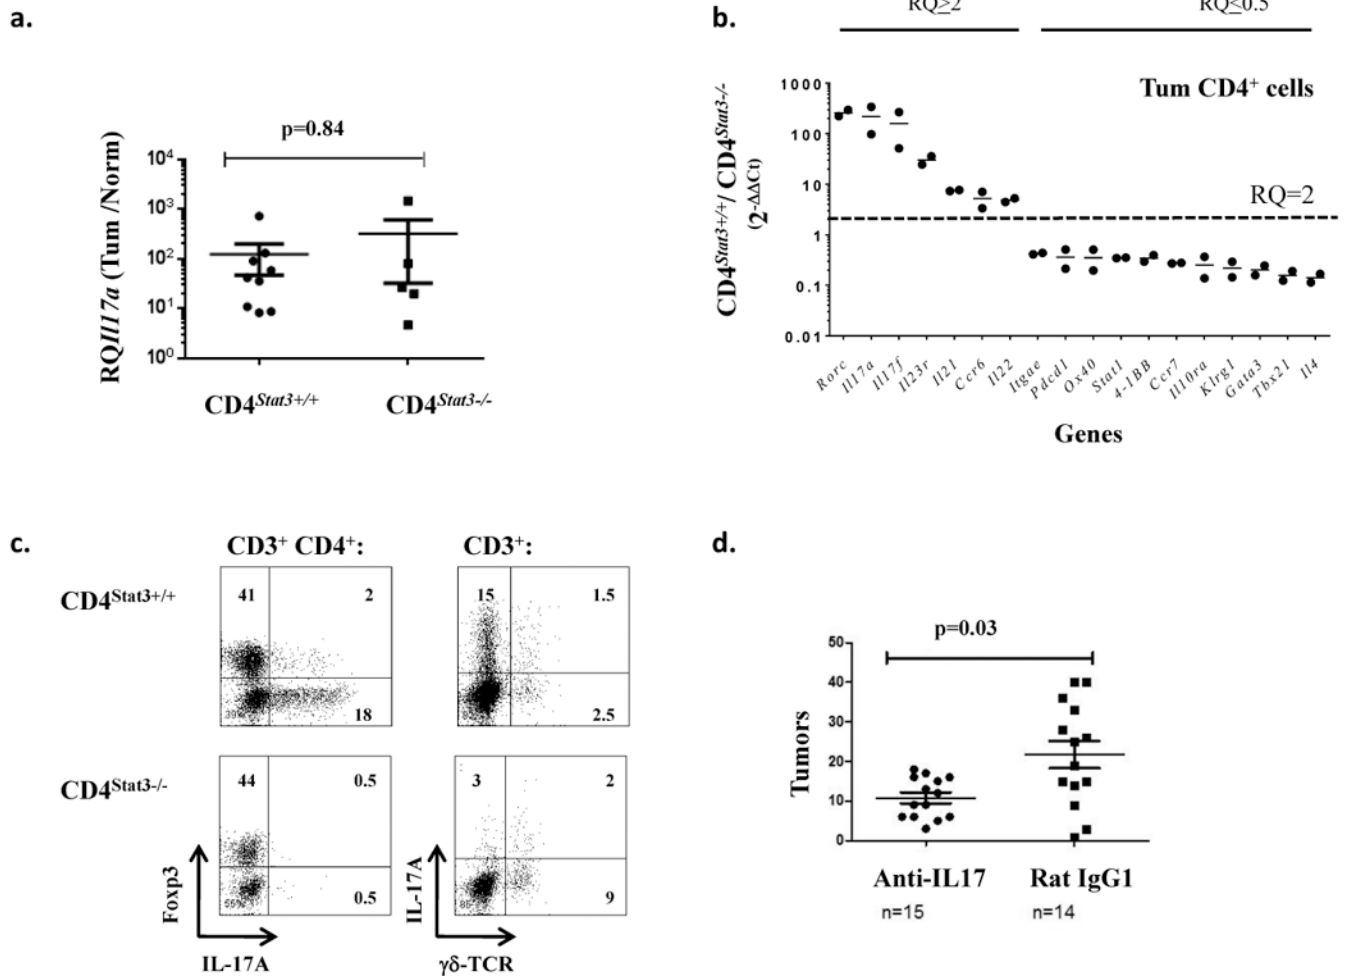 a.
p=0.84
RQIl17a (Tum /Norm)
10⁴
10³
10²
10¹
10⁰
CD4Stat3+/+
CD4Stat3-/-
b.
RQ≥2
RQ≤0.5
Tum CD4⁺ cells
CD4Stat3+/+/ CD4Stat3-/-
(2-ΔΔCt)
1000
100
10
1
0.1
0.01
RQ=2
Rorc
Il17a
Il17f
Il23r
Il21
Ccr6
Il22
Itgae
Pdcd1
Ox40
Stat1
4-1BB
Ccr7
Il10ra
Klrg1
Gata3
Tbx21
Il4
Genes
c.
CD3⁺ CD4⁺:
CD3⁺:
CD4Stat3+/+
41
2
18
15
1.5
2.5
CD4Stat3-/-
44
0.5
0.5
3
2
9
Foxp3
IL-17A
IL-17A
γδ-TCR
d.
p=0.03
Tumors
50
40
30
20
10
0
Anti-IL17
Rat IgG1
n=15
n=14